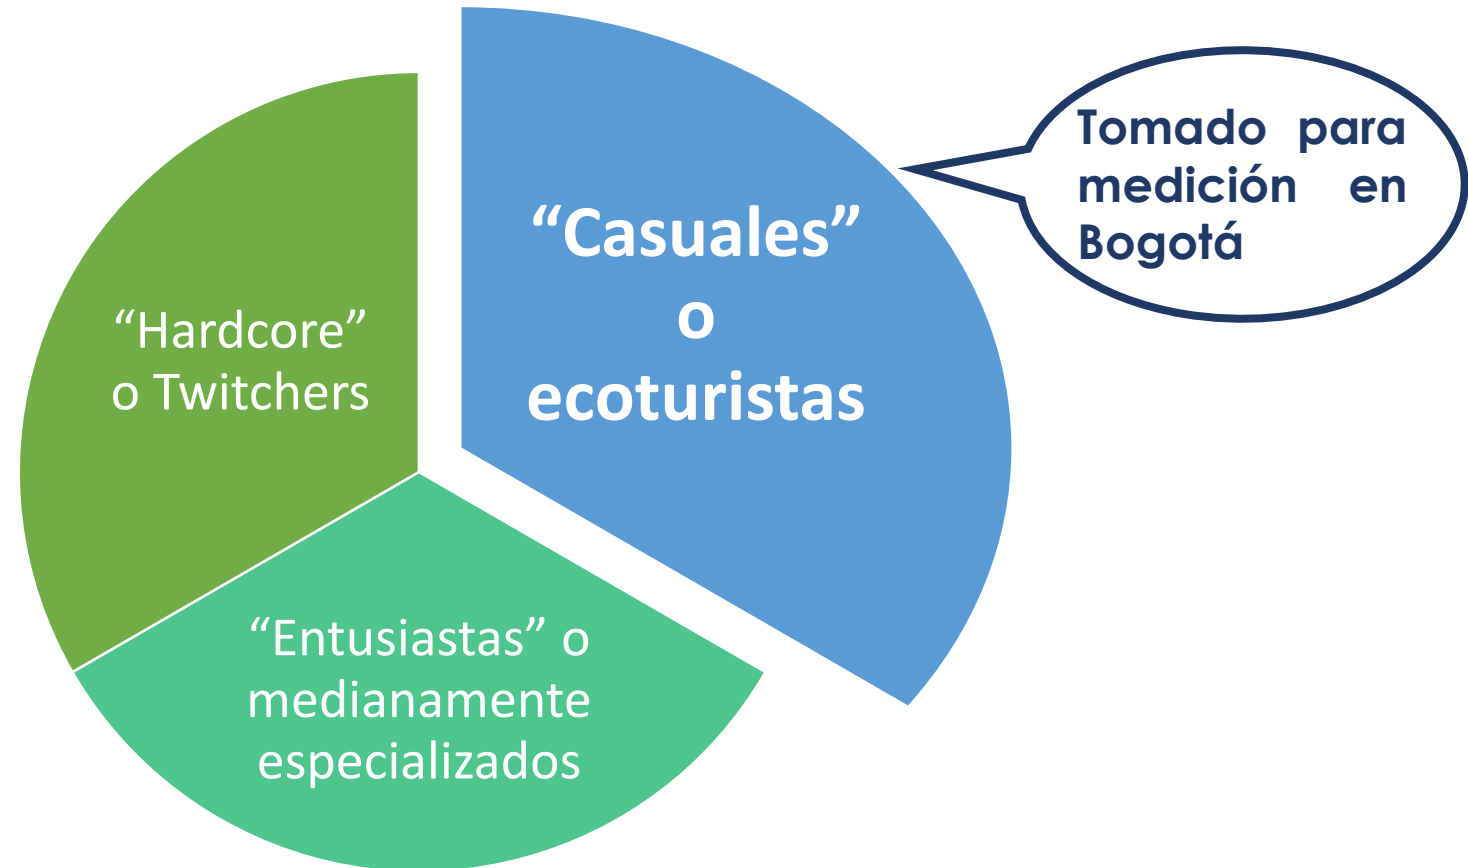 “Casuales”
o
ecoturistas
Tomado para
medición en
Bogotá
“Hardcore”
o Twitchers
“Entusiastas” o
medianamente
especializados